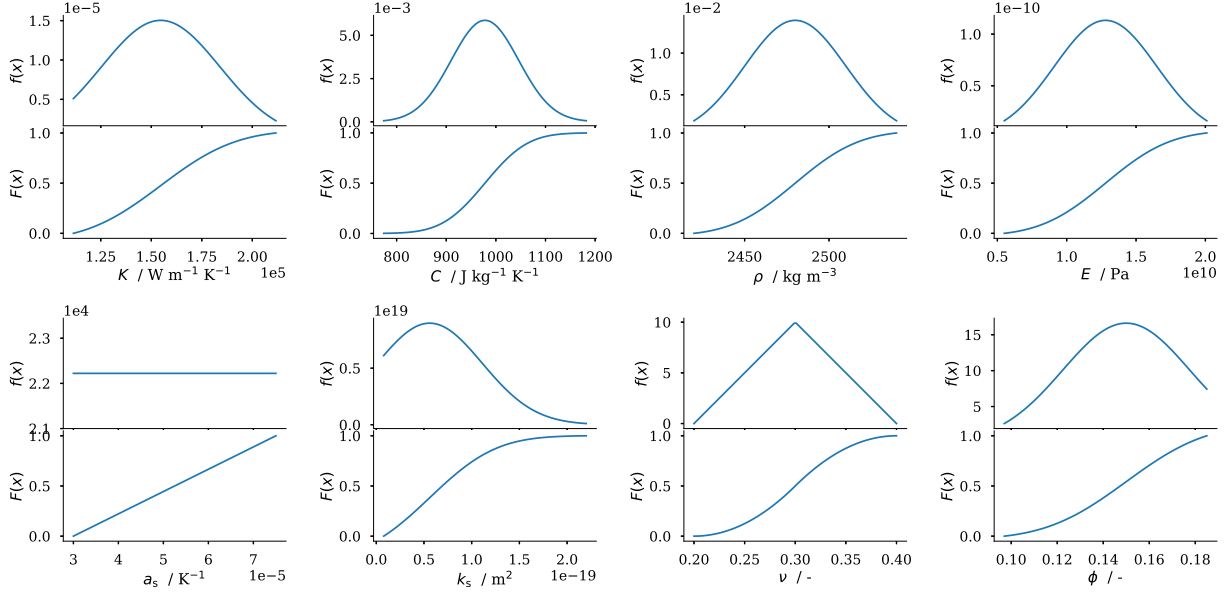 1e−5 1e−3 1e−2 1e−10
1.5 1.0 0.5 f(x)
5.0 2.5 0.0 f(x)
1.0 0.5 f(x)
1.0 0.5 f(x)
1.0 0.5 0.0 F(x)
1.0 0.5 0.0 F(x)
1.0 0.5 0.0 F(x)
1.0 0.5 0.0 F(x)
1.25 1.50 1.75 2.00
K / W m⁻¹ K⁻¹ 1e5
800 900 1000 1100 1200
C / J kg⁻¹ K⁻¹
2450 2500
ρ / kg m⁻³
0.5 1.0 1.5 2.0
E / Pa 1e10
1e4 1e19
2.3 2.2 2.1 f(x)
0.5 0.0 f(x)
10 5 0 f(x)
15 10 5 f(x)
1.0 0.5 0.0 F(x)
1.0 0.5 0.0 F(x)
1.0 0.5 0.0 F(x)
1.0 0.5 0.0 F(x)
3 4 5 6 7
aₛ / K⁻¹ 1e−5
0.0 0.5 1.0 1.5 2.0
kₛ / m² 1e−19
0.20 0.25 0.30 0.35 0.40
ν / -
0.10 0.12 0.14 0.16 0.18
ϕ / -